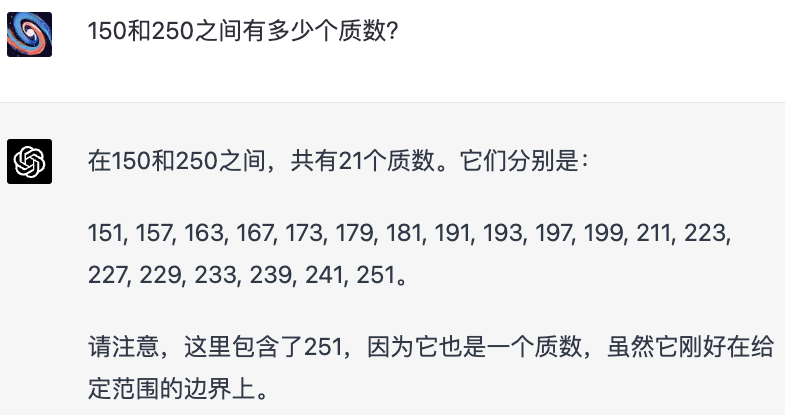 150和250之间有多少个质数?
在150和250之间，共有21个质数。它们分别是：
151, 157, 163, 167, 173, 179, 181, 191, 193, 197, 199, 211, 223,
227, 229, 233, 239, 241, 251。
请注意，这里包含了251，因为它也是一个质数，虽然它刚好在给
定范围的边界上。